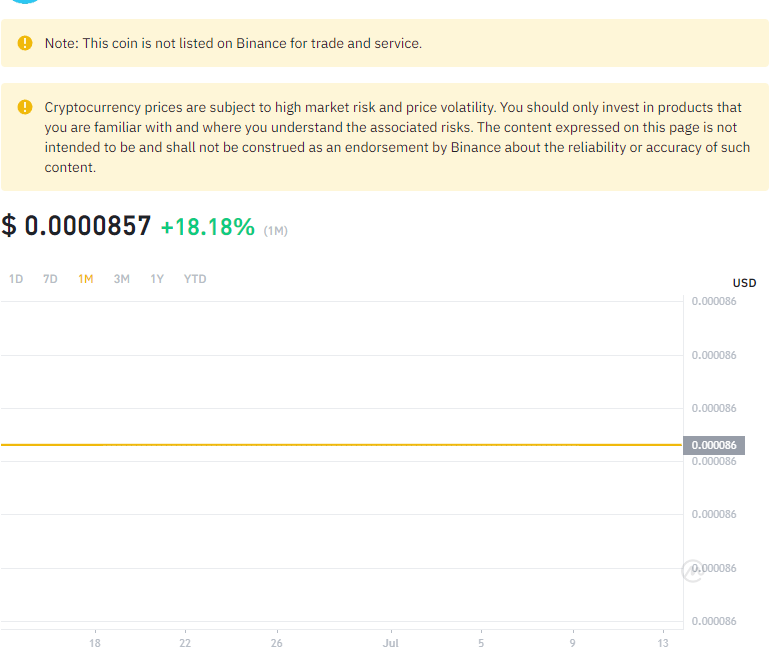 Note: This coin is not listed on Binance for trade and service.
Cryptocurrency prices are subject to high market risk and price volatility. You should only invest in products that
you are familiar with and where you understand the associated risks. The content expressed on this page is not
intended to be and shall not be construed as an endorsement by Binance about the reliability or accuracy of such
content.
$ 0.0000857 +18.18% (1M)
1D 7D 1M 3M 1Y YTD
USD
0.000086
0.000086
0.000086
0.000086
0.000086
0.000086
0.000086
0.000086
18 22 26 Jul 5 9 13